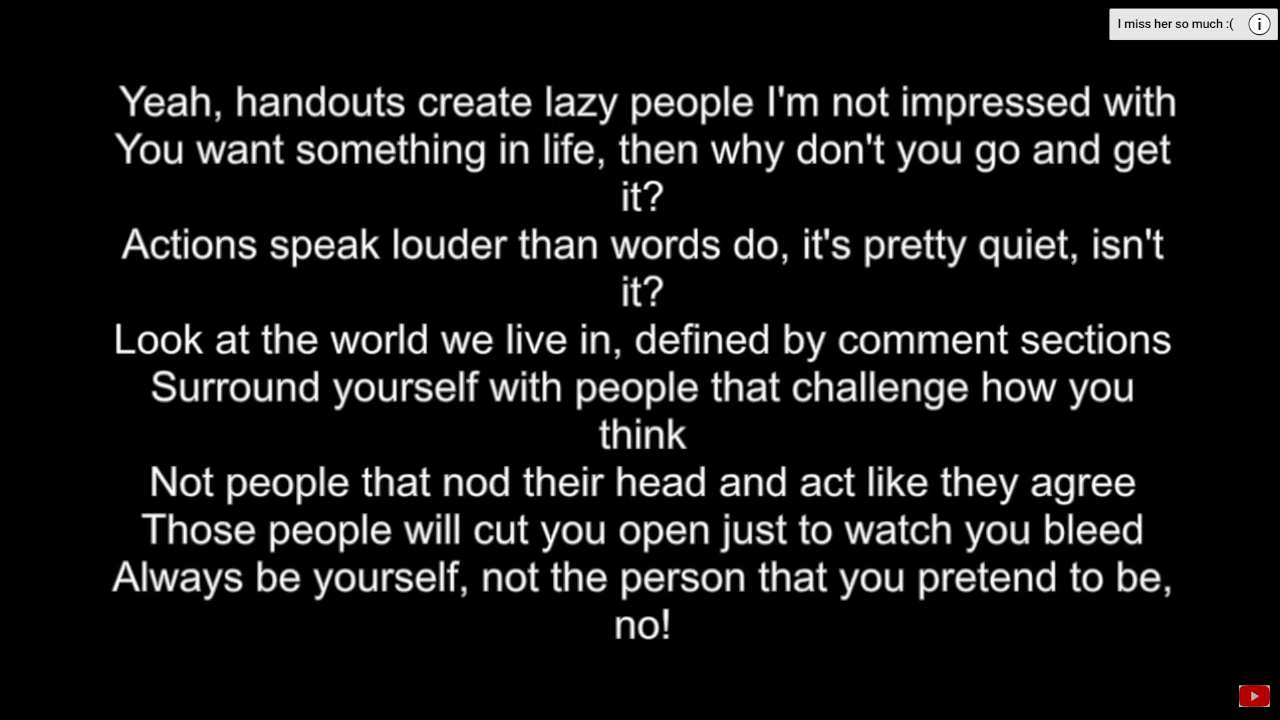 I miss her so much :(
Yeah, handouts create lazy people I'm not impressed with
You want something in life, then why don't you go and get
it?
Actions speak louder than words do, it's pretty quiet, isn't
it?
Look at the world we live in, defined by comment sections
Surround yourself with people that challenge how you
think
Not people that nod their head and act like they agree
Those people will cut you open just to watch you bleed
Always be yourself, not the person that you pretend to be,
no!